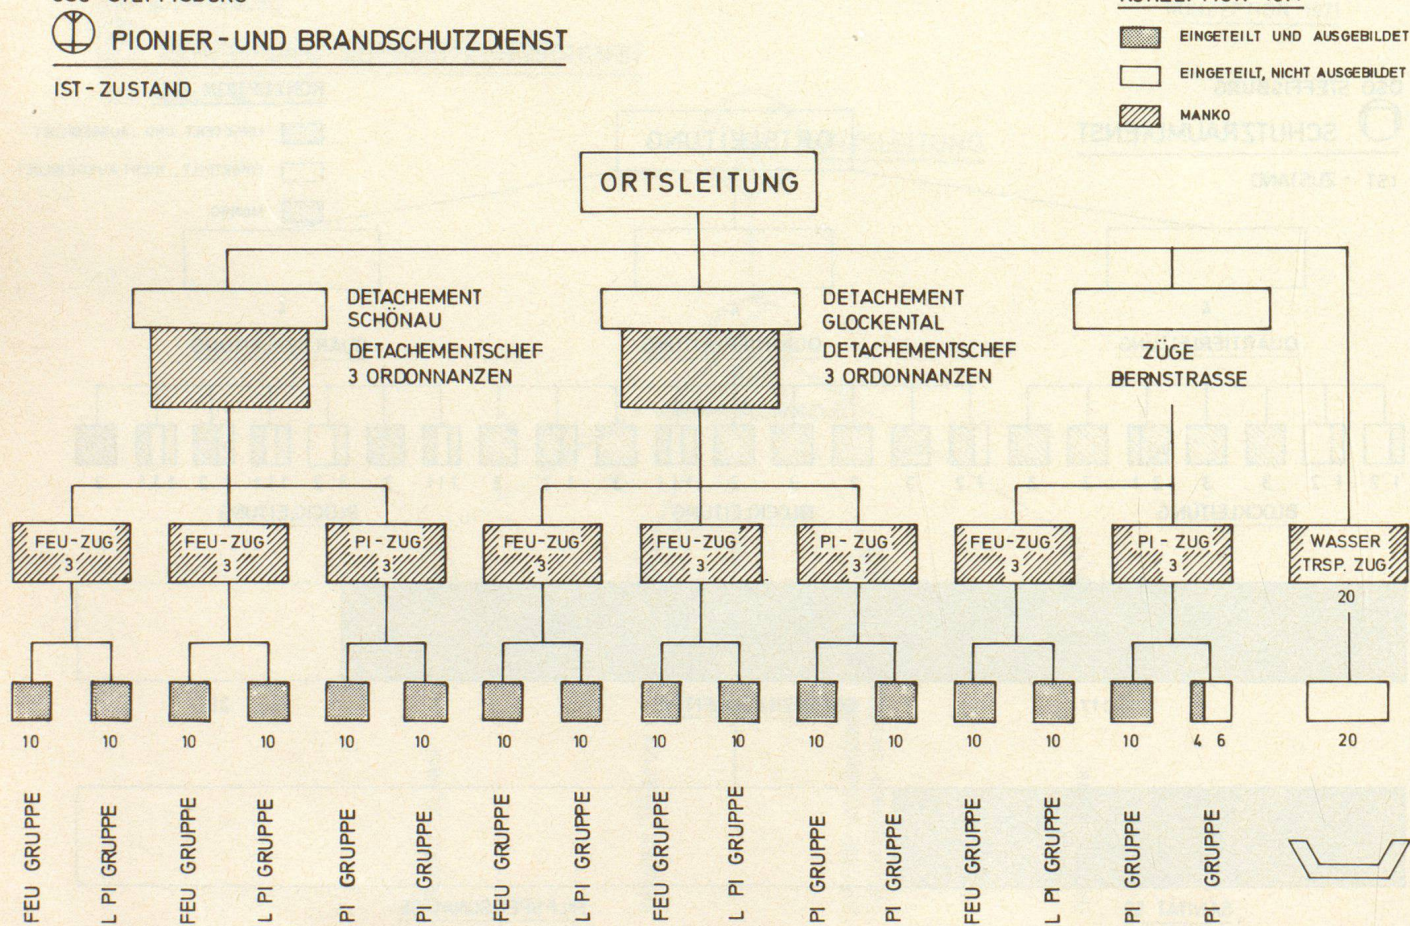 PIONIER-UND BRANDSCHUTZDIENST
IST-ZUSTAND
EINGETEILT UND AUSGEBILDET
EINGETEILT, NICHT AUSGEBILDET
MANKO
ORTSLEITUNG
DETACHEMENT
SCHÖNAU
DETACHEMENTSCHEF
3 ORDONNANZEN
DETACHEMENT
GLOCKENTAL
DETACHEMENTSCHEF
3 ORDONNANZEN
ZÜGE
BERNSTRASSE
FEU-ZUG
3
FEU-ZUG
3
PI-ZUG
3
FEU-ZUG
3
FEU-ZUG
3
PI-ZUG
3
FEU-ZUG
3
PI-ZUG
3
WASSER
TRSP. ZUG
20
10 10 10 10 10 10 10 10 10 10 10 10 10 10 10 4 6 20
FEU GRUPPE
L PI GRUPPE
FEU GRUPPE
L PI GRUPPE
PI GRUPPE
PI GRUPPE
FEU GRUPPE
L PI GRUPPE
FEU GRUPPE
L PI GRUPPE
PI GRUPPE
PI GRUPPE
FEU GRUPPE
L PI GRUPPE
PI GRUPPE
PI GRUPPE